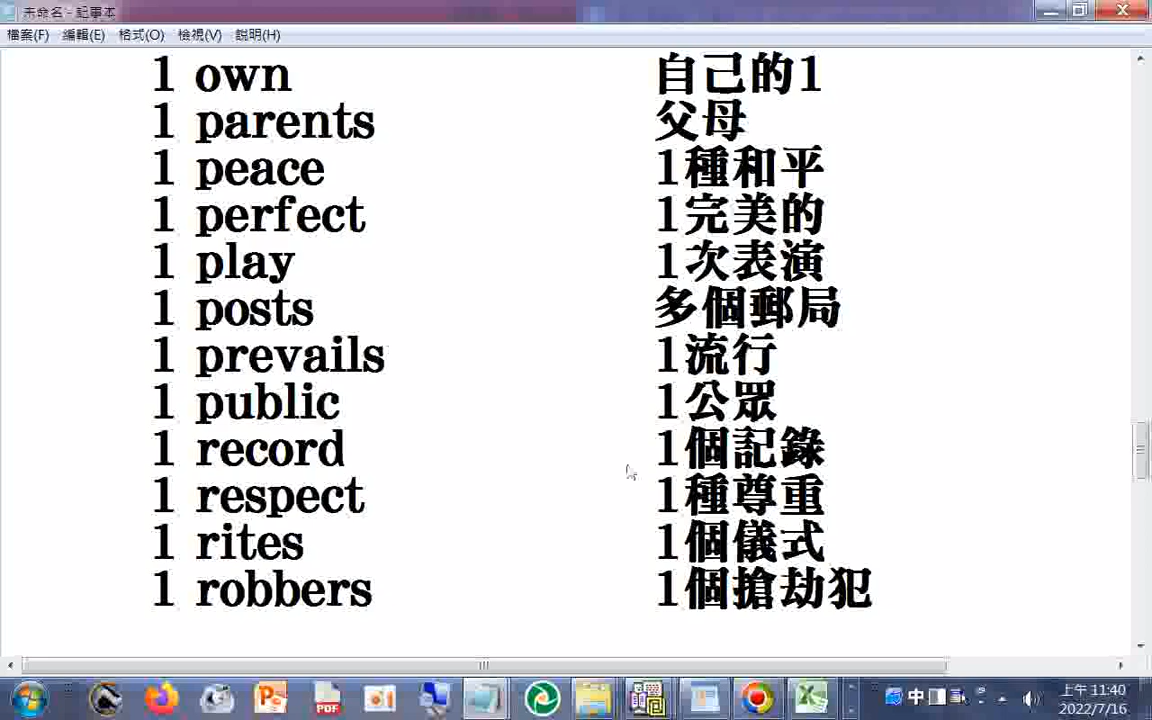 未命名 - 記事本
檔案(F) 編輯(E) 格式(O) 檢視(V) 說明(H)
1 own 自己的1
1 parents 父母
1 peace 1種和平
1 perfect 1完美的
1 play 1次表演
1 posts 多個郵局
1 prevails 1流行
1 public 1公眾
1 record 1個記錄
1 respect 1種尊重
1 rites 1個儀式
1 robbers 1個搶劫犯
中 上午 11:40
2022/7/16